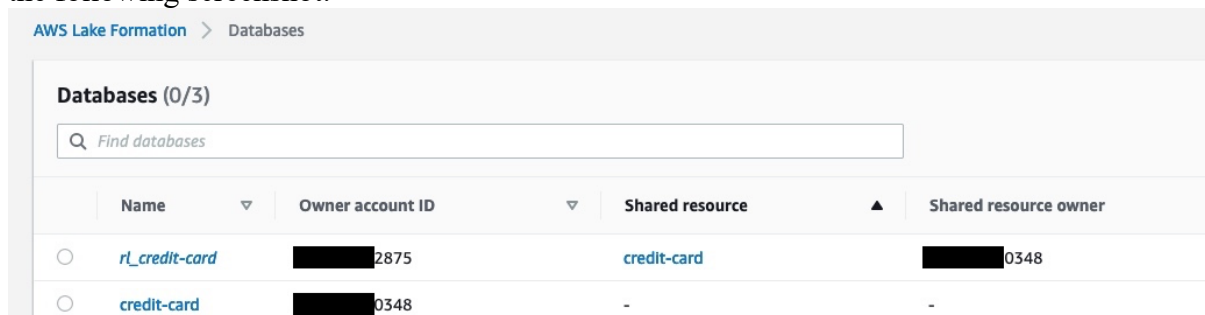 AWS Lake Formation > Databases
Databases (0/3)
Find databases
Name Owner account ID Shared resource Shared resource owner
rl_credit-card 2875 credit-card 0348
credit-card 0348 - -